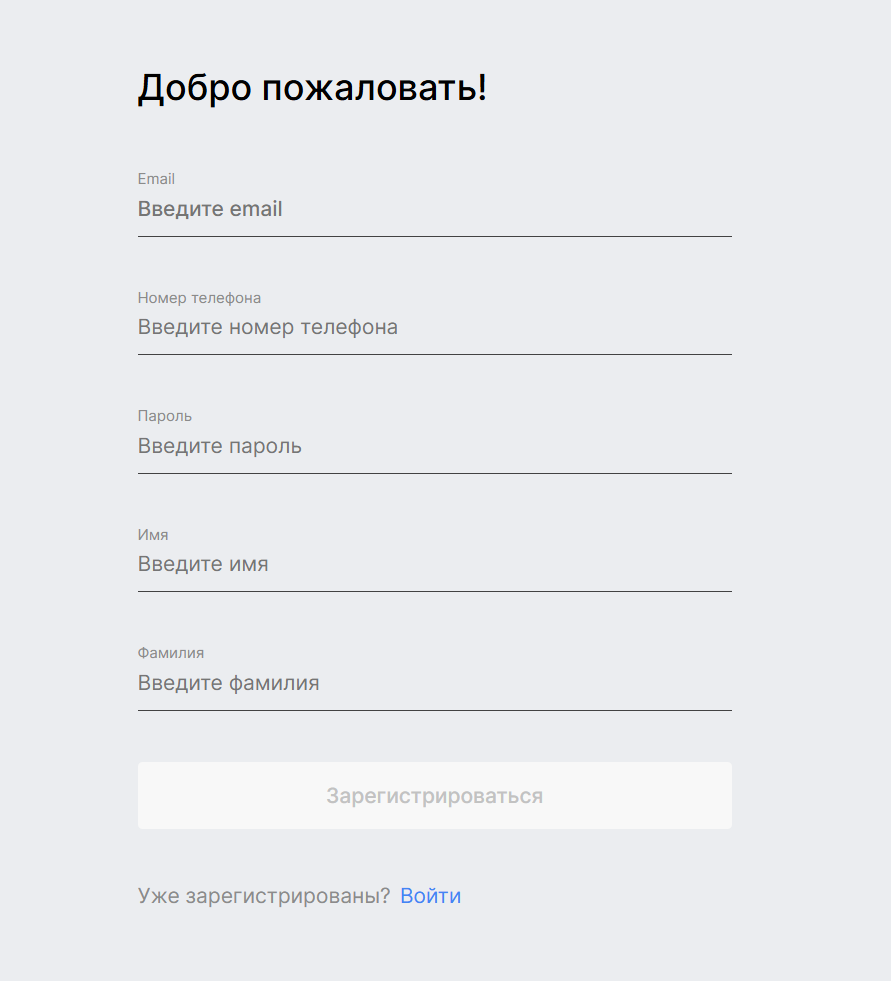 Добро пожаловать!
Email
Введите email
Номер телефона
Введите номер телефона
Пароль
Введите пароль
Имя
Введите имя
Фамилия
Введите фамилия
Зарегистрироваться
Уже зарегистрированы? Войти